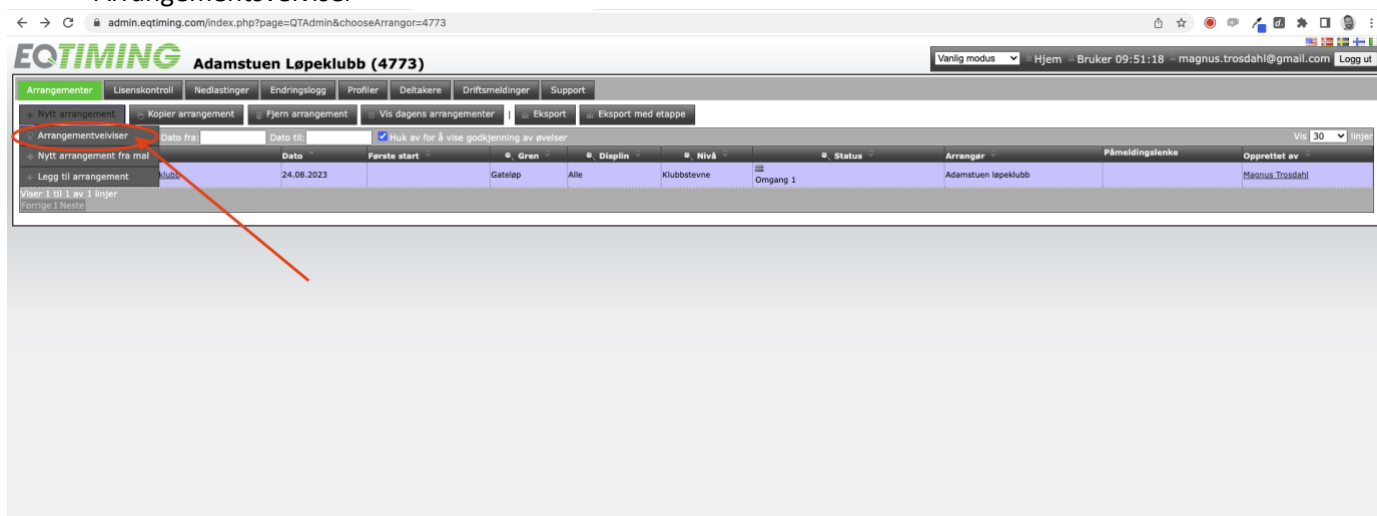 Arrangementsveiviser
admin.eqtiming.com/index.php?page=QTAdmin&chooseArrangor=4773
EQTIMING Adamstuen Løpeklubb (4773)
Vanlig modus Hjem Bruker 09:51:18 magnus.trosdahl@gmail.com Logg ut
Arrangementer Lisenskontroll Nedlastinger Endringslogg Profiler Deltakere Driftsmeldinger Support
+ Nytt arrangement Kopier arrangement Fjern arrangement Vis dagens arrangementer | Eksport Eksport med etappe
Arrangementveiviser Dato fra: Dato til: Huk av for å vise godkjenning av øvelser Vis 30 linjer
+ Nytt arrangement fra mal Dato Første start Gren Displin Nivå Status Arrangør Påmeldingslenke Opprettet av
+ Legg til arrangement klubb 24.08.2023 Gateløp Alle Klubbstevne Omgang 1 Adamstuen løpeklubb Magnus Trosdahl
Viser 1 til 1 av 1 linjer
Forrige 1 Neste